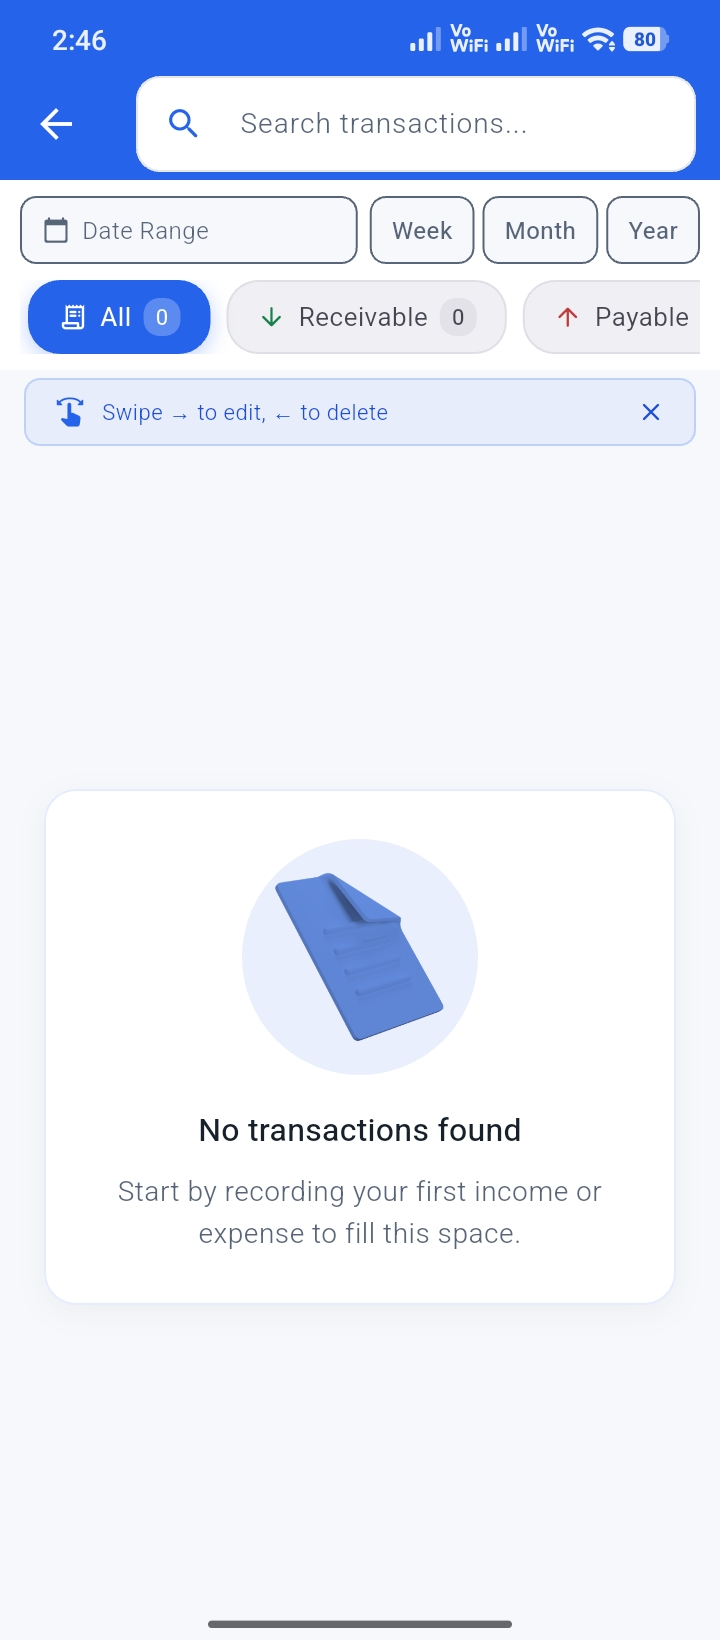 2:46
Vo WiFi
Vo WiFi
80
Search transactions...
Date Range
Week
Month
Year
All 0
Receivable 0
Payable
Swipe → to edit, ← to delete
No transactions found
Start by recording your first income or
expense to fill this space.